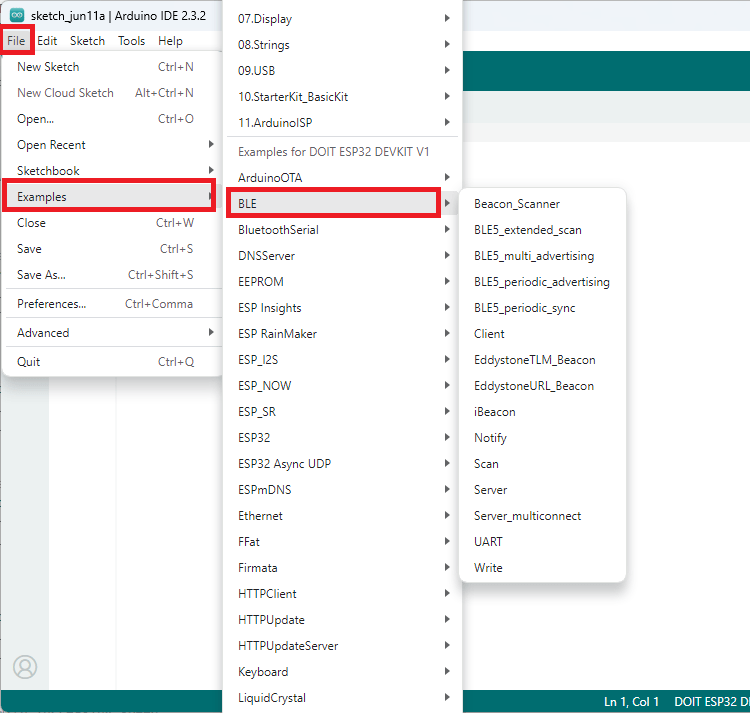 sketch_jun11a | Arduino IDE 2.3.2
File Edit Sketch Tools Help
New Sketch Ctrl+N
New Cloud Sketch Alt+Ctrl+N
Open... Ctrl+O
Open Recent
Sketchbook
Examples
Close Ctrl+W
Save Ctrl+S
Save As... Ctrl+Shift+S
Preferences... Ctrl+Comma
Advanced
Quit Ctrl+Q
07.Display
08.Strings
09.USB
10.StarterKit_BasicKit
11.ArduinoISP
Examples for DOIT ESP32 DEVKIT V1
ArduinoOTA
BLE
BluetoothSerial
DNSServer
EEPROM
ESP Insights
ESP RainMaker
ESP_I2S
ESP_NOW
ESP_SR
ESP32
ESP32 Async UDP
ESPmDNS
Ethernet
FFat
Firmata
HTTPClient
HTTPUpdate
HTTPUpdateServer
Keyboard
LiquidCrystal
Beacon_Scanner
BLE5_extended_scan
BLE5_multi_advertising
BLE5_periodic_advertising
BLE5_periodic_sync
Client
EddystoneTLM_Beacon
EddystoneURL_Beacon
iBeacon
Notify
Scan
Server
Server_multiconnect
UART
Write
Ln 1, Col 1 DOIT ESP32